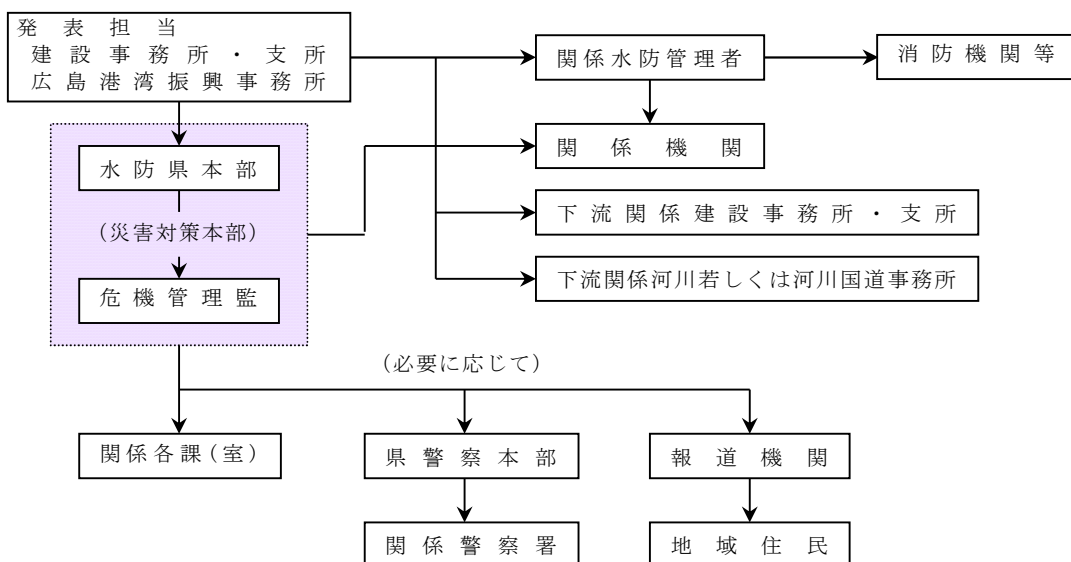 発表担当
建設事務所・支所
広島港湾振興事務所
関係水防管理者
消防機関等
水防県本部
関係機関
(災害対策本部)
下流関係建設事務所・支所
危機管理監
下流関係河川若しくは河川国道事務所
(必要に応じて)
関係各課(室)
県警察本部
報道機関
関係警察署
地域住民